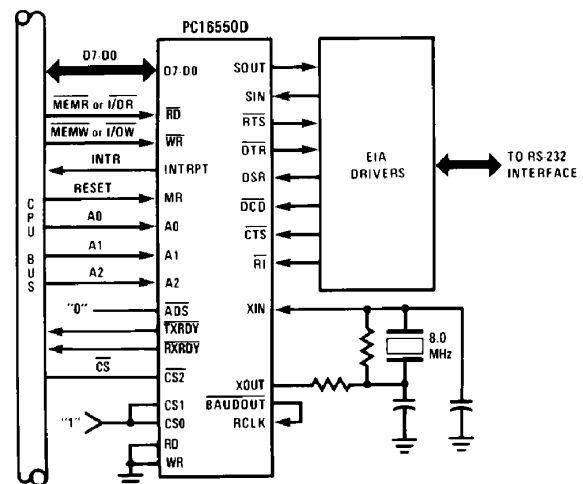 PC16550D
D7-D0
D7-D0
SOUT
SIN
MEMR or I/OR
RD
RTS
MEMW or I/OW
WR
DTR
EIA
DRIVERS
TO RS-232
INTERFACE
INTR
INTRPT
DSR
RESET
MR
DCD
CPU BUS
A0
A0
CTS
A1
A1
RI
A2
A2
"0"
ADS
XIN
TXRDY
RXRDY
8.0
MHz
CS
CS2
XOUT
CS1
BAUDOUT
"1"
CS0
RCLK
RD
WR